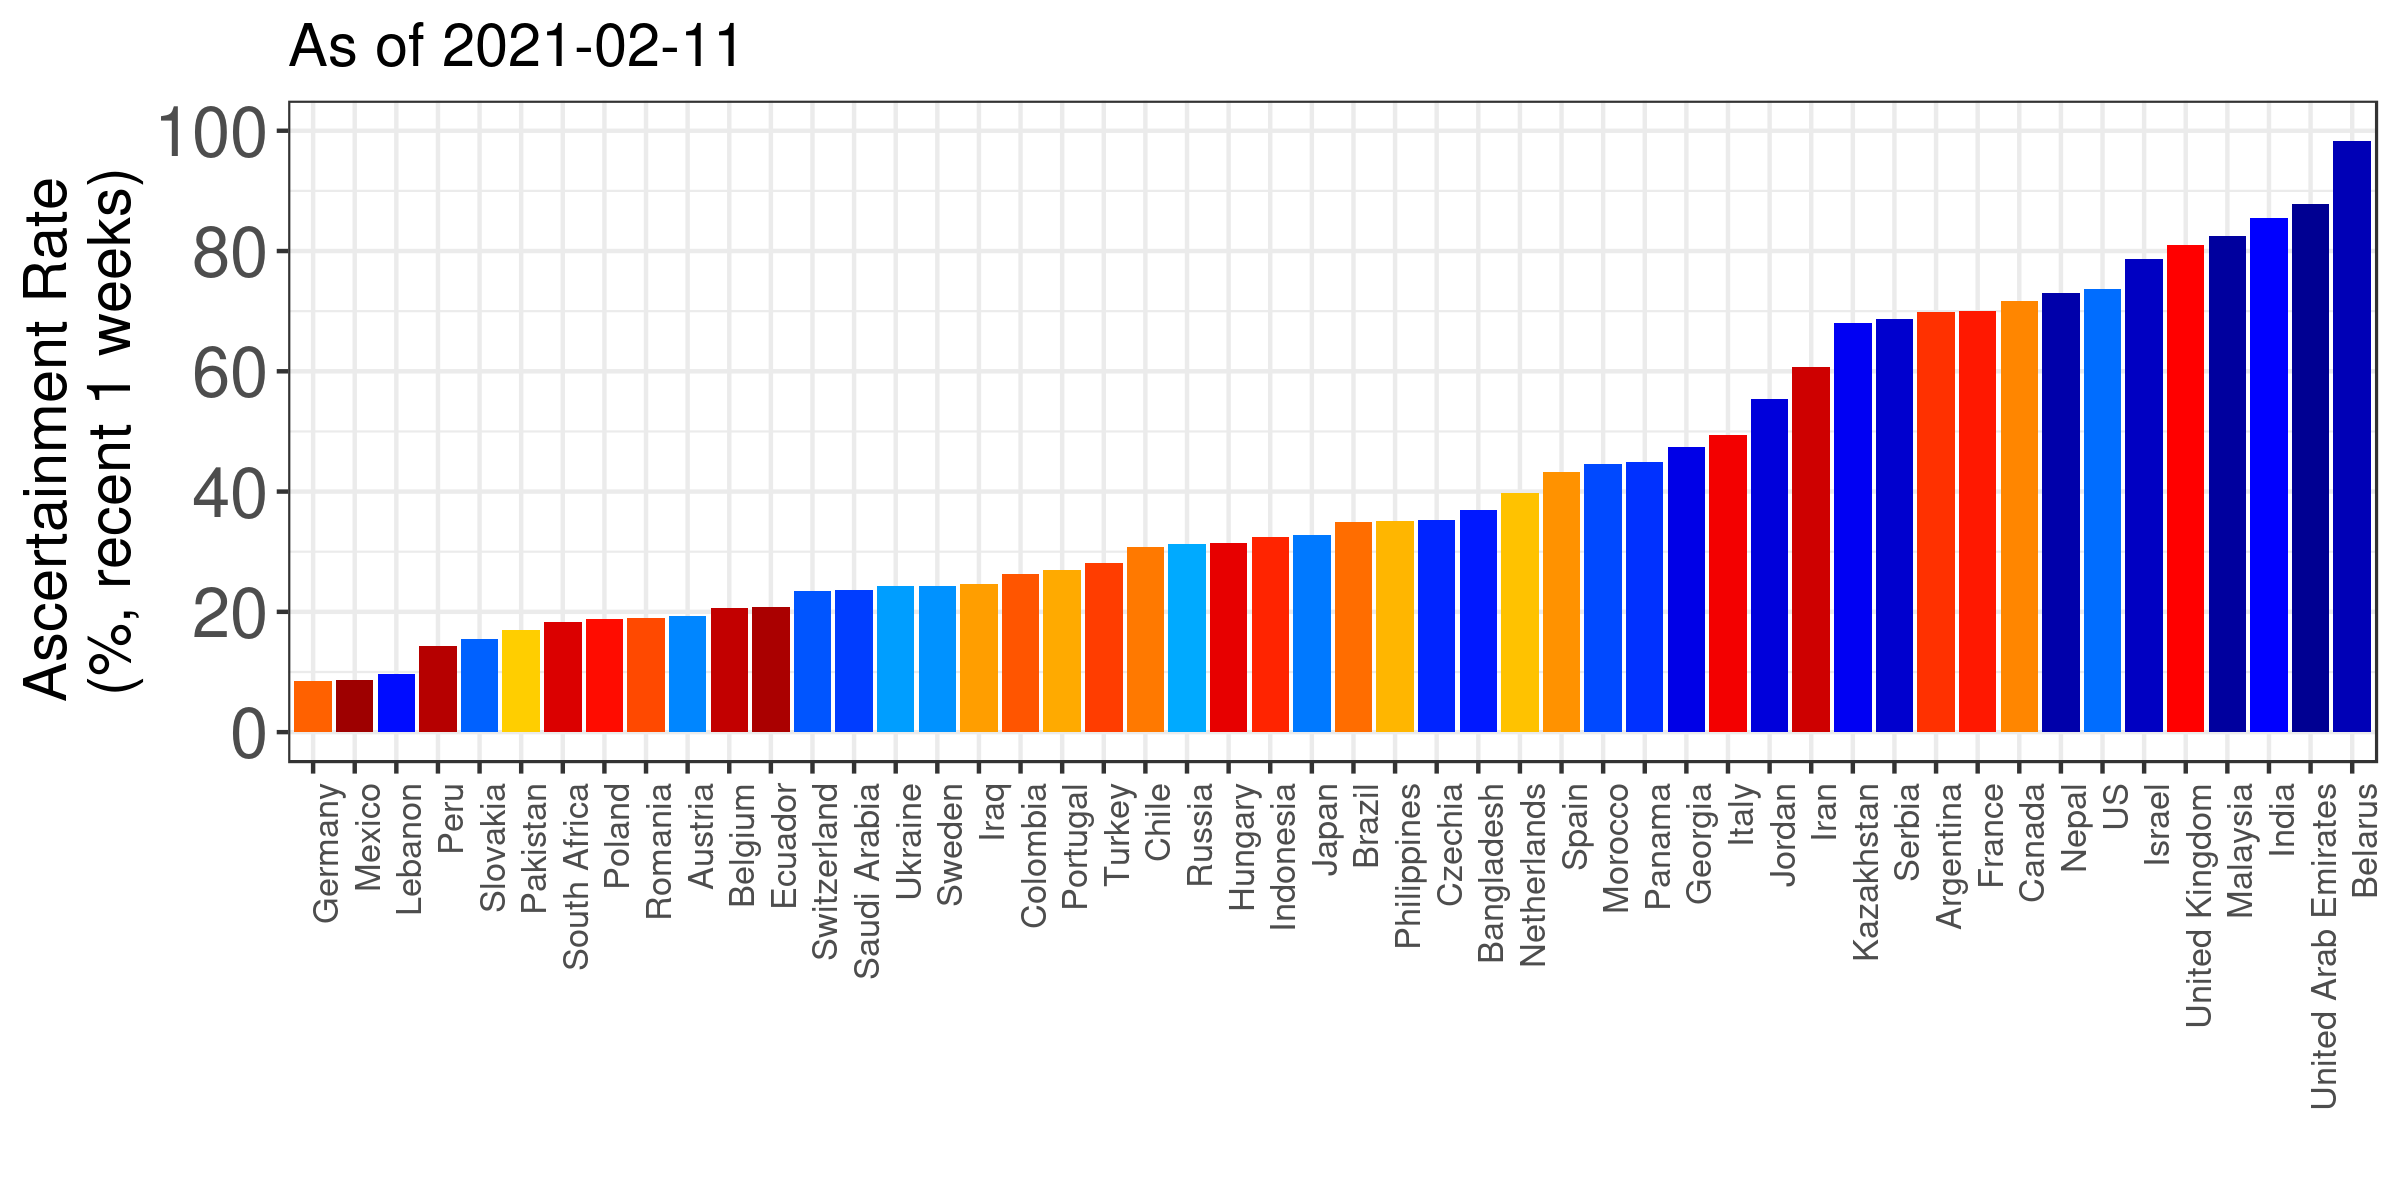 As of 2021-02-11
Ascertainment Rate
(%, recent 1 weeks)
100
80
60
40
20
0
Germany
Mexico
Lebanon
Peru
Slovakia
Pakistan
South Africa
Poland
Romania
Austria
Belgium
Ecuador
Switzerland
Saudi Arabia
Ukraine
Sweden
Iraq
Colombia
Portugal
Turkey
Chile
Russia
Hungary
Indonesia
Japan
Brazil
Philippines
Czechia
Bangladesh
Netherlands
Spain
Morocco
Panama
Georgia
Italy
Jordan
Iran
Kazakhstan
Serbia
Argentina
France
Canada
Nepal
US
Israel
United Kingdom
Malaysia
India
United Arab Emirates
Belarus